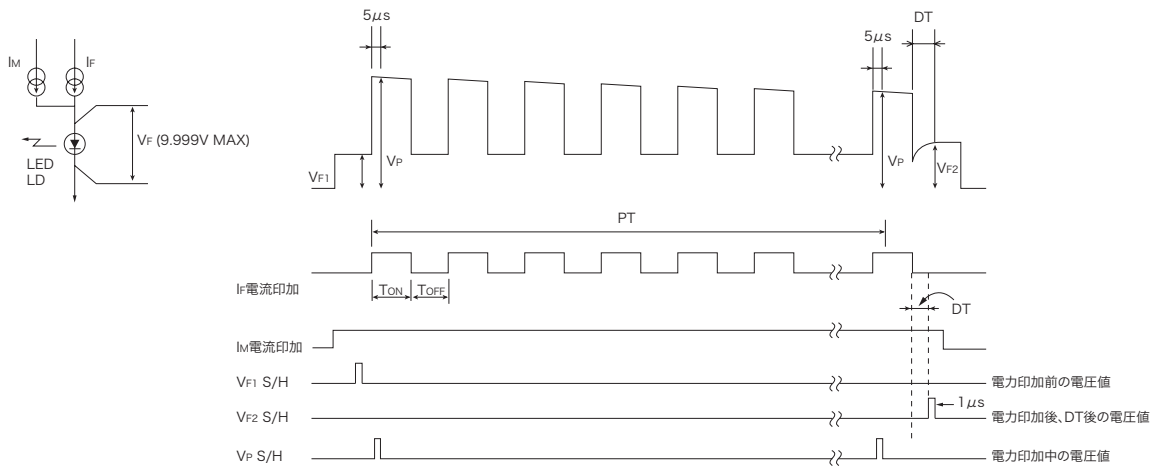 5μs
DT
5μs
IM
IF
VF (9.999V MAX)
LED
LD
VF1
VP
VP
VF2
PT
IF電流印加
TON
TOFF
DT
IM電流印加
VF1 S/H
電力印加前の電圧値
VF2 S/H
1μs
電力印加後、DT後の電圧値
VP S/H
電力印加中の電圧値